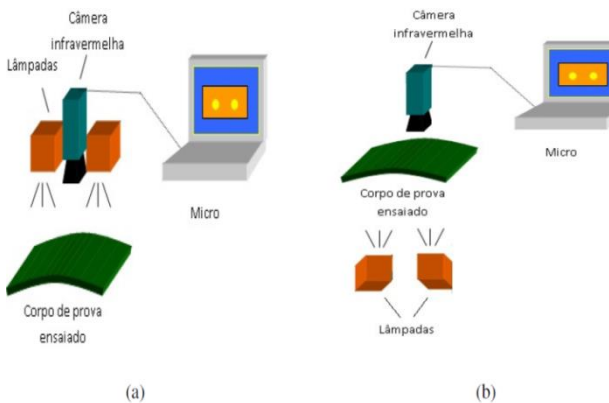 Câmera
infravermelha
Lâmpadas
Micro
Corpo de prova
ensaiado
(a)
Câmera
infravermelha
Micro
Corpo de prova
ensaiado
Lâmpadas
(b)